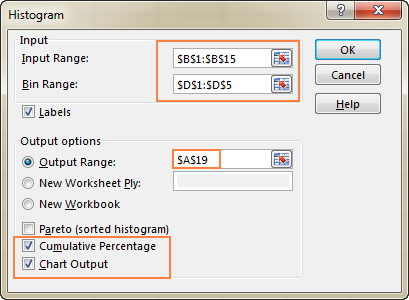 Histogram
Input
Input Range: $B$1:$B$15
Bin Range: $D$1:$D$5
Labels
OK
Cancel
Help
Output options
Output Range: $A$19
New Worksheet Ply:
New Workbook
Pareto (sorted histogram)
Cumulative Percentage
Chart Output